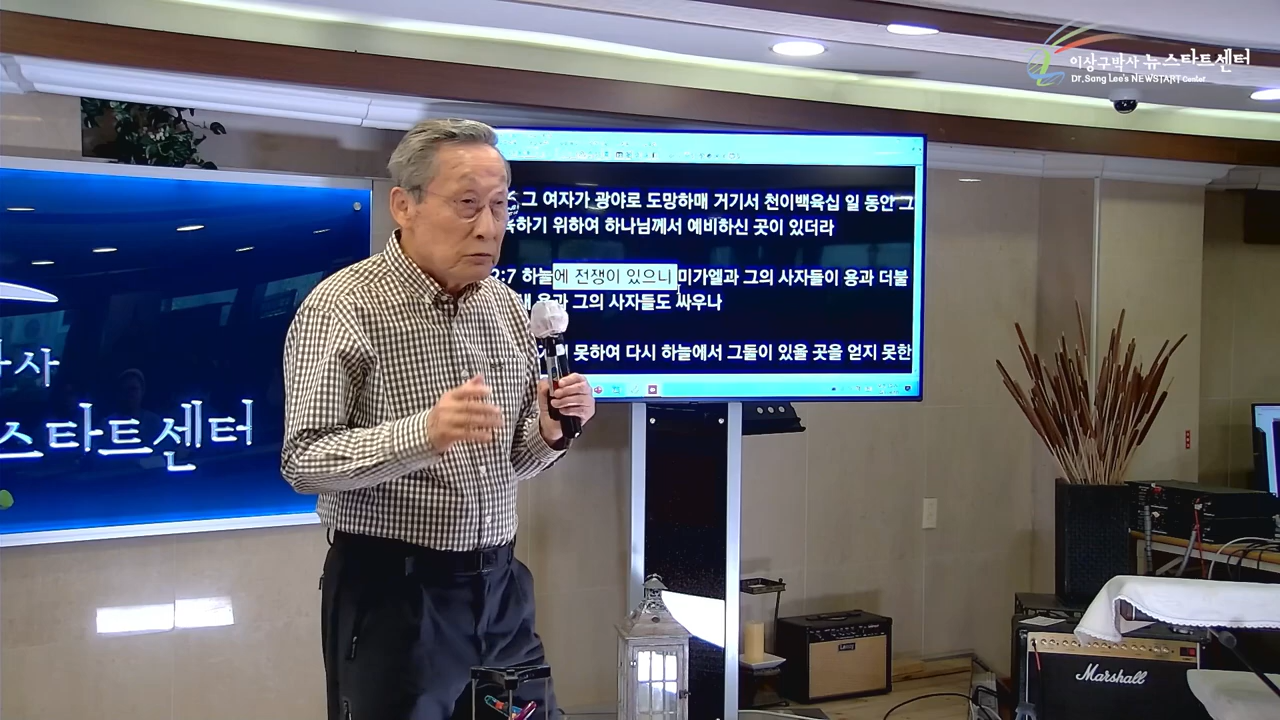 이상구박사 뉴스타트센터
Dr. Sang Lee's NEWSTART Center
그 여자가 광야로 도망하매 거기서 천이백육십 일 동안 그
하기 위하여 하나님께서 예비하신 곳이 있더라
2:7 하늘에 전쟁이 있으니 미가엘과 그의 사자들이 용과 더불
용과 그의 사자들도 싸우나
못하여 다시 하늘에서 그들이 있을 곳을 얻지 못한
사
스타트센터
Laney
Marshall